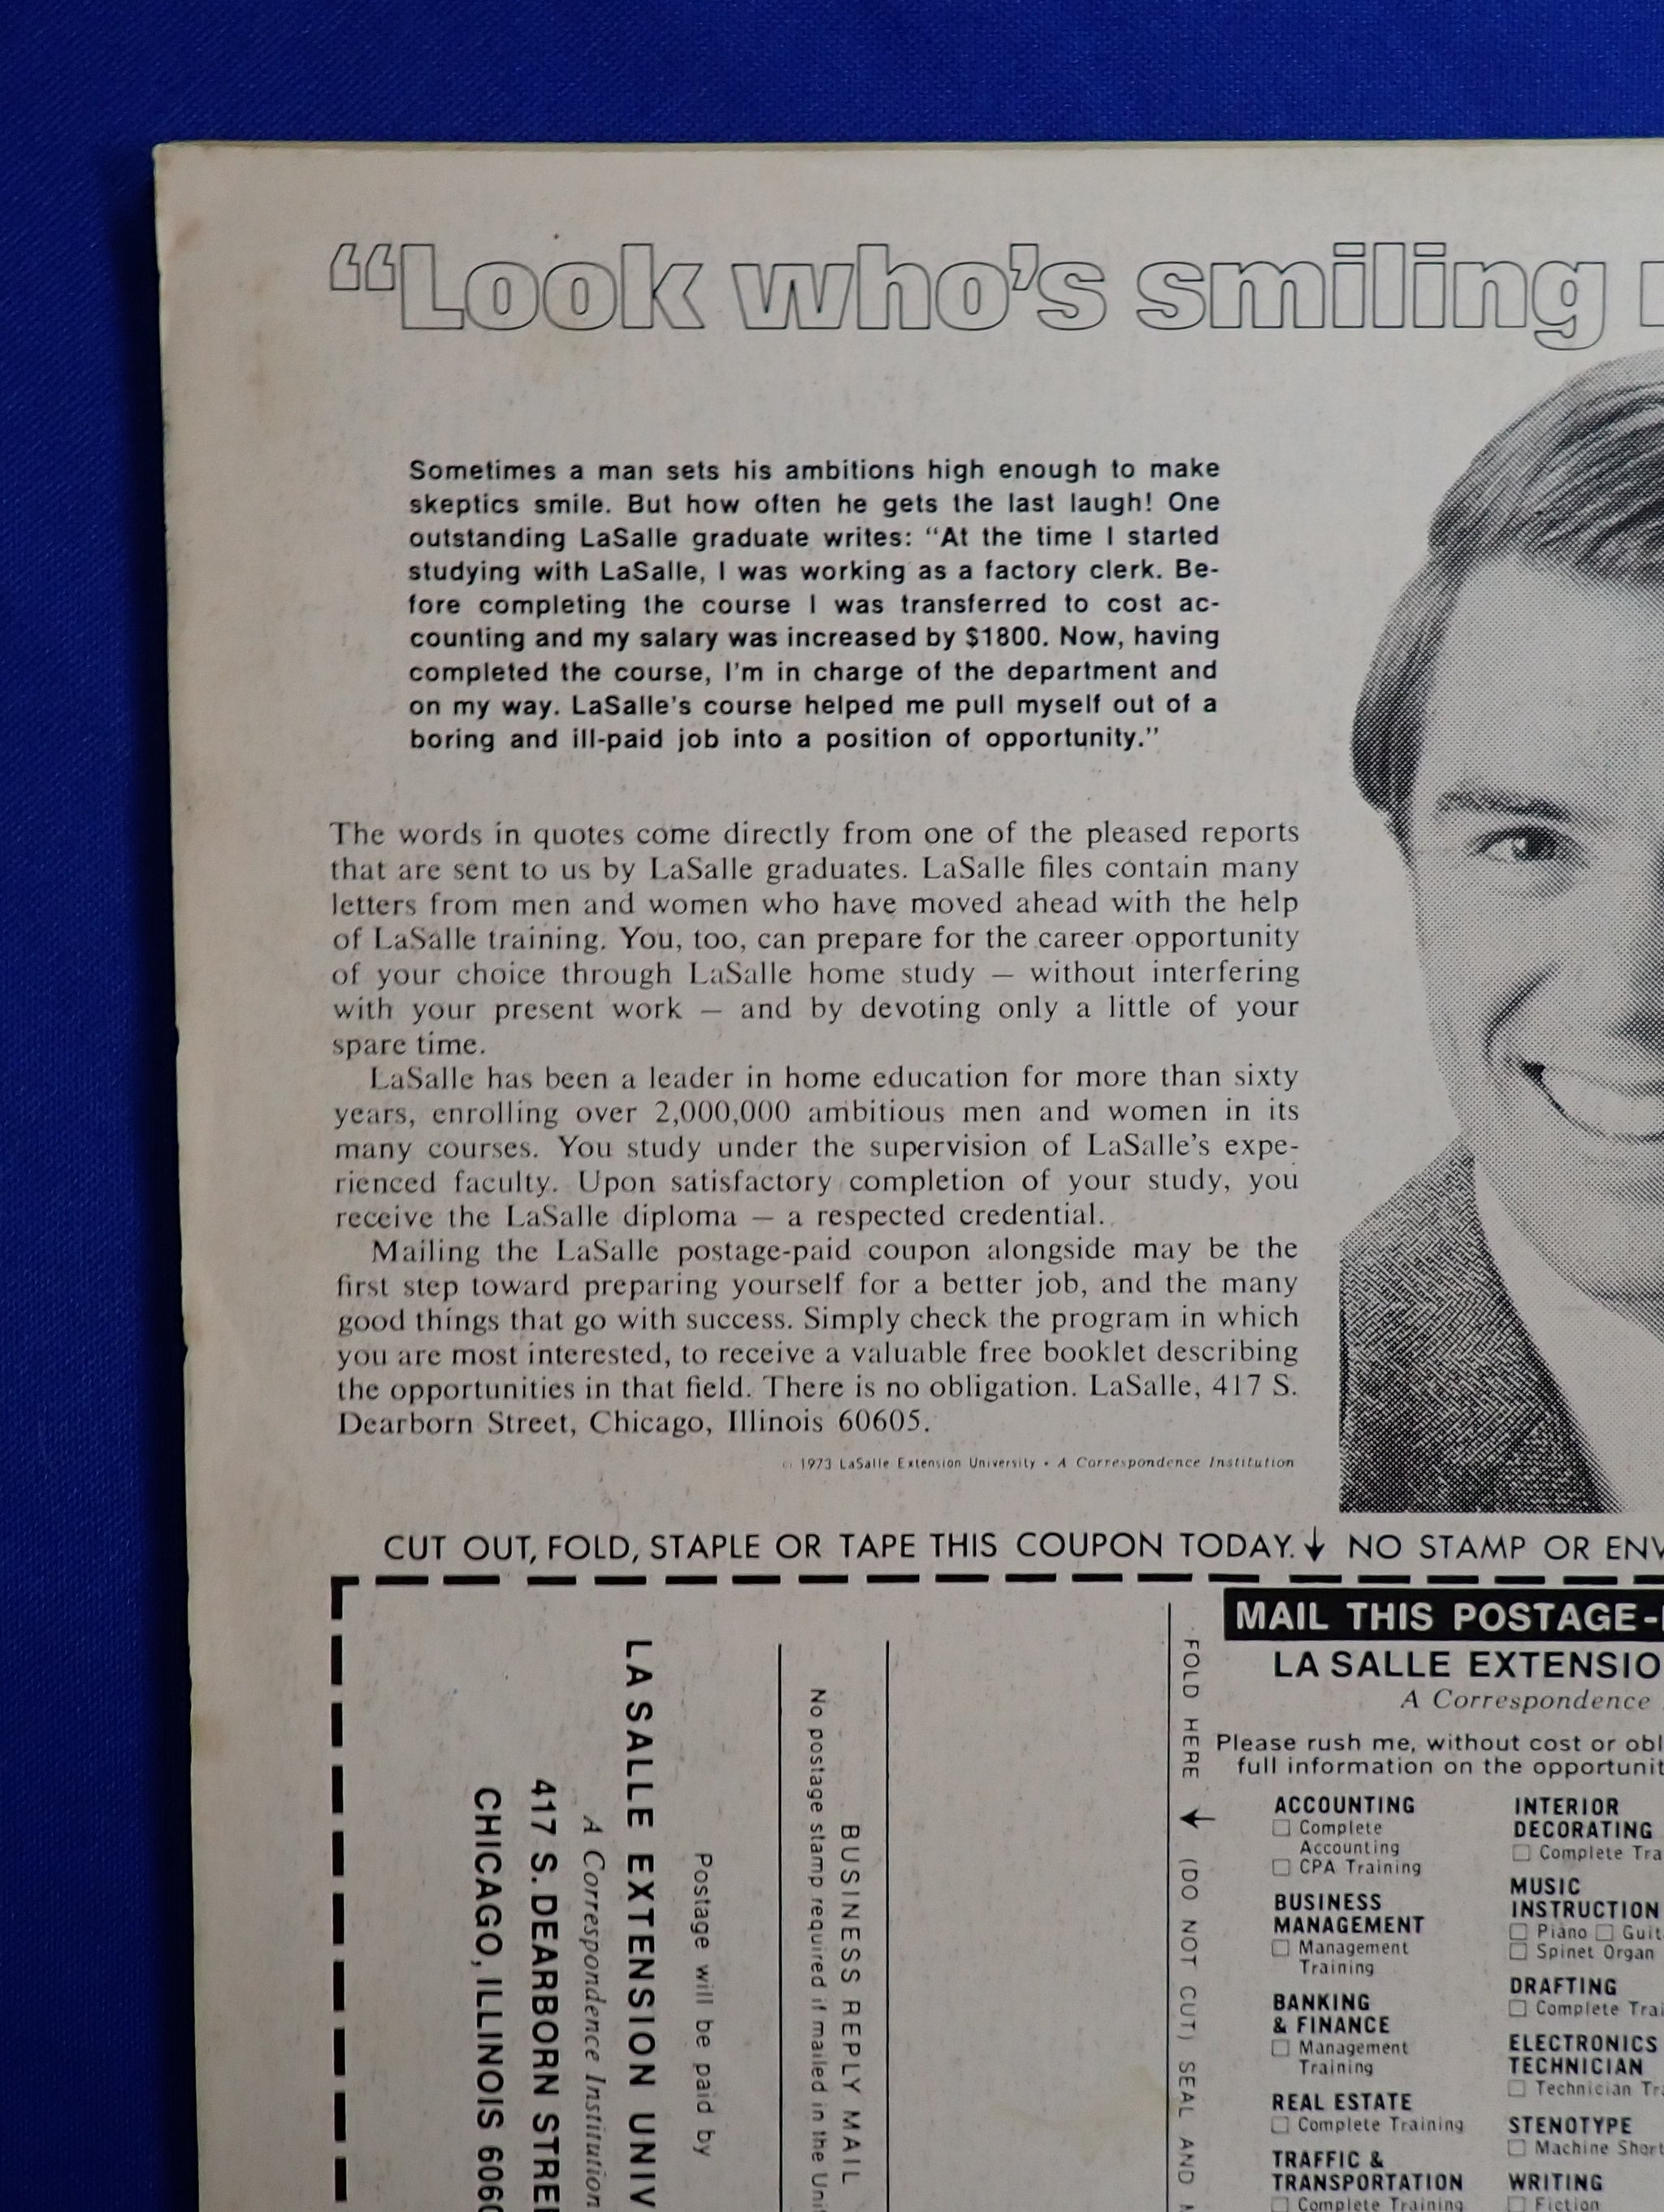 “Look who’s smiling
Sometimes a man sets his ambitions high enough to make
skeptics smile. But how often he gets the last laugh! One
outstanding LaSalle graduate writes: “At the time I started
studying with LaSalle, I was working as a factory clerk. Be-
fore completing the course I was transferred to cost ac-
counting and my salary was increased by $1800. Now, having
completed the course, I’m in charge of the department and
on my way. LaSalle’s course helped me pull myself out of a
boring and ill-paid job into a position of opportunity.”
The words in quotes come directly from one of the pleased reports
that are sent to us by LaSalle graduates. LaSalle files contain many
letters from men and women who have moved ahead with the help
of LaSalle training. You, too, can prepare for the career opportunity
of your choice through LaSalle home study — without interfering
with your present work — and by devoting only a little of your
spare time.
LaSalle has been a leader in home education for more than sixty
years, enrolling over 2,000,000 ambitious men and women in its
many courses. You study under the supervision of LaSalle’s expe-
rienced faculty. Upon satisfactory completion of your study, you
receive the LaSalle diploma — a respected credential.
Mailing the LaSalle postage-paid coupon alongside may be the
first step toward preparing yourself for a better job, and the many
good things that go with success. Simply check the program in which
you are most interested, to receive a valuable free booklet describing
the opportunities in that field. There is no obligation. LaSalle, 417 S.
Dearborn Street, Chicago, Illinois 60605.
© 1973 LaSalle Extension University • A Correspondence Institution
CUT OUT, FOLD, STAPLE OR TAPE THIS COUPON TODAY.↓ NO STAMP OR ENV
BUSINESS REPLY MAIL
No postage stamp required if mailed in the Unit
Postage will be paid by
LA SALLE EXTENSION UNIV
A Correspondence Institution
417 S. DEARBORN STREE
CHICAGO, ILLINOIS 6060
FOLD HERE ← (DO NOT CUT) SEAL AND
MAIL THIS POSTAGE-
LA SALLE EXTENSIO
A Correspondence
Please rush me, without cost or obl
full information on the opportunit
ACCOUNTING
☐ Complete
Accounting
☐ CPA Training
BUSINESS
MANAGEMENT
☐ Management
Training
BANKING
& FINANCE
☐ Management
Training
REAL ESTATE
☐ Complete Training
TRAFFIC &
TRANSPORTATION
☐ Complete Training
INTERIOR
DECORATING
☐ Complete Tra
MUSIC
INSTRUCTION
☐ Piano ☐ Guit
☐ Spinet Organ
DRAFTING
☐ Complete Trai
ELECTRONICS
TECHNICIAN
☐ Technician Tr
STENOTYPE
☐ Machine Short
WRITING
☐ Fiction